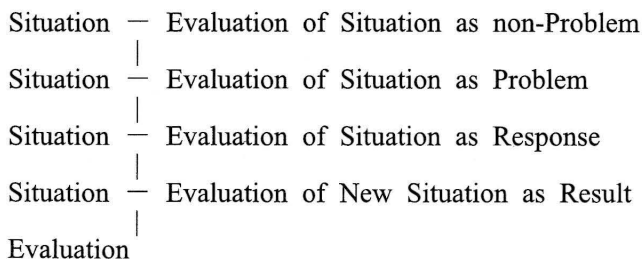 Situation — Evaluation of Situation as non-Problem
Situation — Evaluation of Situation as Problem
Situation — Evaluation of Situation as Response
Situation — Evaluation of New Situation as Result
Evaluation